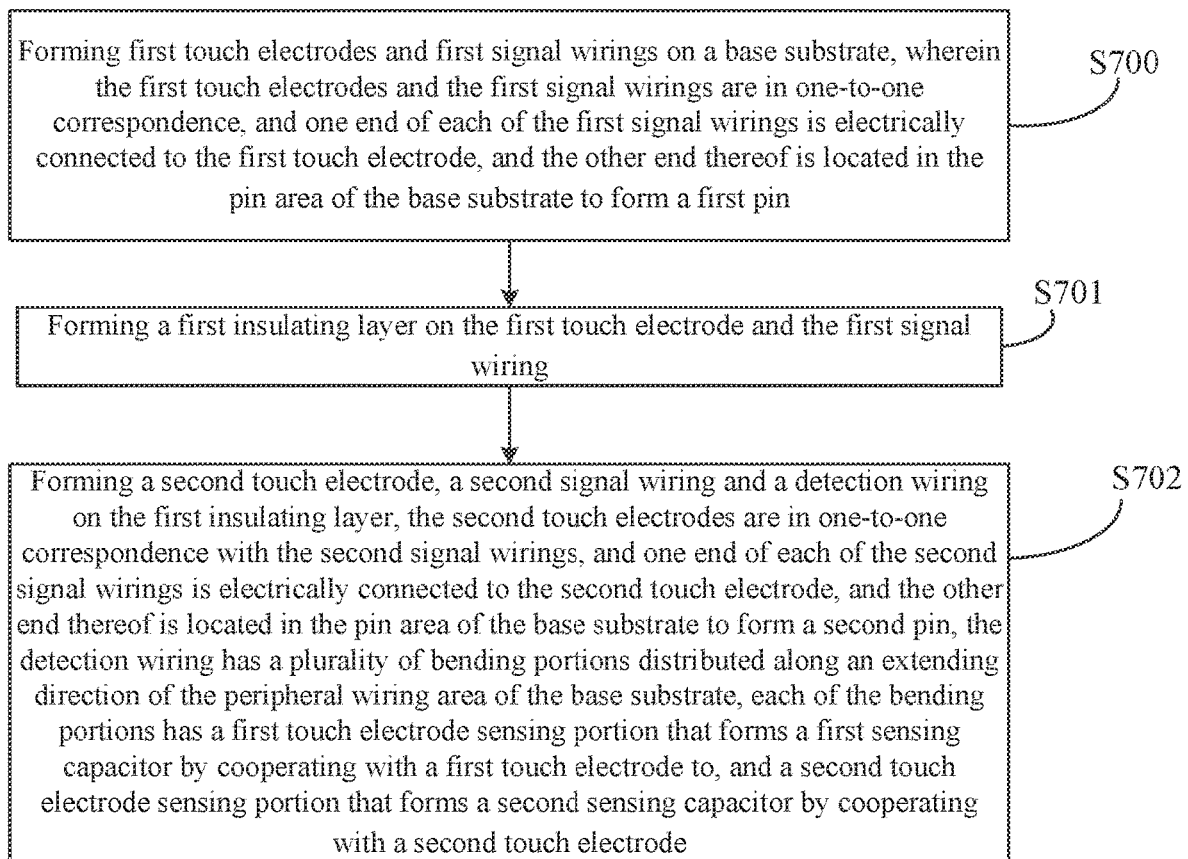 Forming first touch electrodes and first signal wirings on a base substrate, wherein
the first touch electrodes and the first signal wirings are in one-to-one
correspondence, and one end of each of the first signal wirings is electrically
connected to the first touch electrode, and the other end thereof is located in the
pin area of the base substrate to form a first pin
S700
Forming a first insulating layer on the first touch electrode and the first signal
wiring
S701
Forming a second touch electrode, a second signal wiring and a detection wiring
on the first insulating layer, the second touch electrodes are in one-to-one
correspondence with the second signal wirings, and one end of each of the second
signal wirings is electrically connected to the second touch electrode, and the other
end thereof is located in the pin area of the base substrate to form a second pin, the
detection wiring has a plurality of bending portions distributed along an extending
direction of the peripheral wiring area of the base substrate, each of the bending
portions has a first touch electrode sensing portion that forms a first sensing
capacitor by cooperating with a first touch electrode to, and a second touch
electrode sensing portion that forms a second sensing capacitor by cooperating
with a second touch electrode
S702